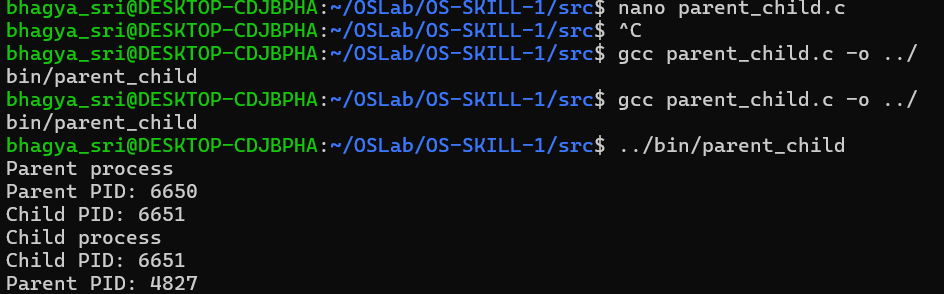 bhagya_sri@DESKTOP-CDJBPHA:~/OSLab/OS-SKILL-1/src$ nano parent_child.c
bhagya_sri@DESKTOP-CDJBPHA:~/OSLab/OS-SKILL-1/src$ ^C
bhagya_sri@DESKTOP-CDJBPHA:~/OSLab/OS-SKILL-1/src$ gcc parent_child.c -o ../
bin/parent_child
bhagya_sri@DESKTOP-CDJBPHA:~/OSLab/OS-SKILL-1/src$ gcc parent_child.c -o ../
bin/parent_child
bhagya_sri@DESKTOP-CDJBPHA:~/OSLab/OS-SKILL-1/src$ ../bin/parent_child
Parent process
Parent PID: 6650
Child PID: 6651
Child process
Child PID: 6651
Parent PID: 4827